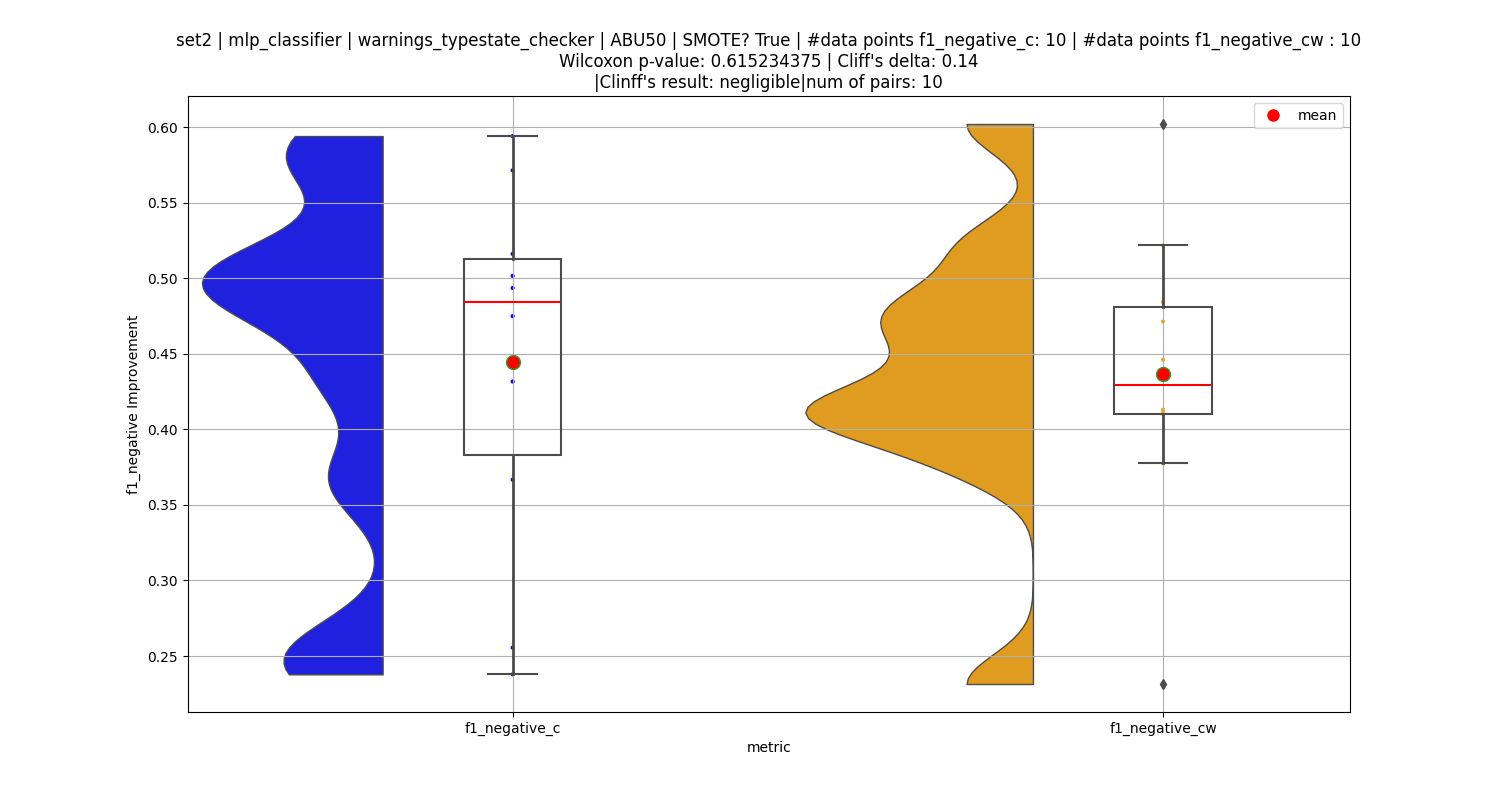 set2 | mlp_classifier | warnings_typestate_checker | ABU50 | SMOTE? True | #data points f1_negative_c: 10 | #data points f1_negative_cw : 10
Wilcoxon p-value: 0.615234375 | Cliff's delta: 0.14
|Clinff's result: negligible|num of pairs: 10
mean
0.60
0.55
0.50
0.45
0.40
0.35
0.30
0.25
f1_negative Improvement
f1_negative_c
f1_negative_cw
metric